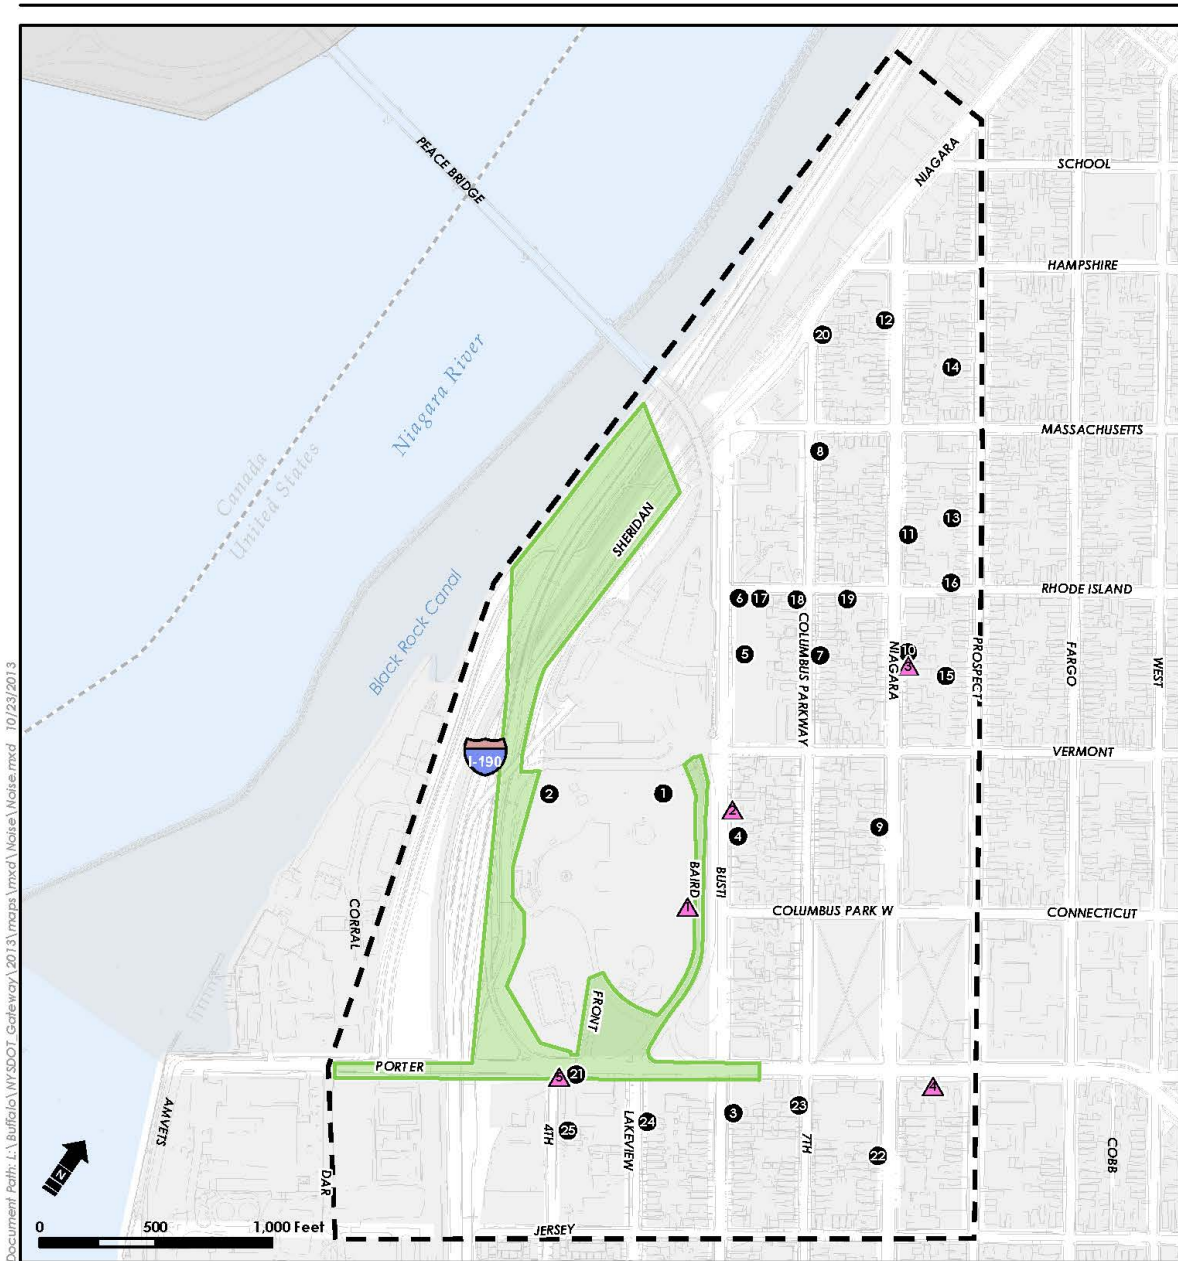 PEACE BRIDGE
NIAGARA
SCHOOL
HAMPSHIRE
12
20
14
Niagara River
MASSACHUSETTS
8
Canada
United States
SHERIDAN
13
11
16
RHODE ISLAND
6
17
18
19
Black Rock Canal
COLUMBUS PARKWAY
5
7
NIAGARA
10
3
15
PROSPECT
FARGO
WEST
I-190
VERMONT
2
1
2
4
9
BAIRD
BUSTI
1
COLUMBUS PARK W
CONNECTICUT
CORRAL
FRONT
PORTER
5
21
4
AMVETS
3
23
4TH
25
LAKEVIEW
24
7TH
22
COBB
DAR
N
0 500 1,000 Feet
JERSEY
Document Path: L:\Buffalo\NYSDOT_Gateway\2013\maps\mxd\Noise\Noise.mxd 10/23/2013